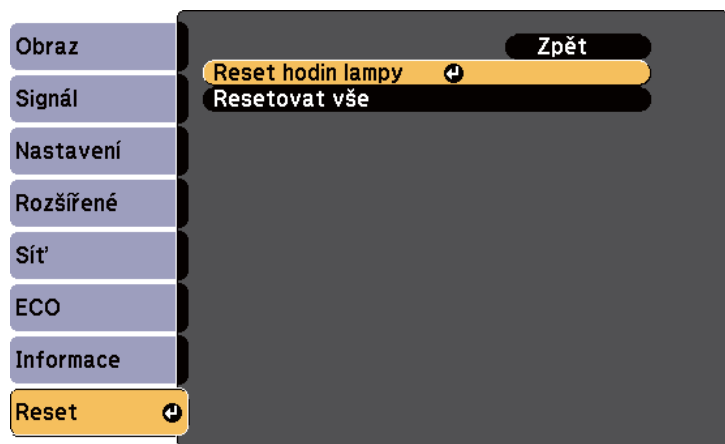 Obraz
Signál
Nastavení
Rozšířené
Síť
ECO
Informace
Reset
Zpět
Reset hodin lampy
Resetovat vše